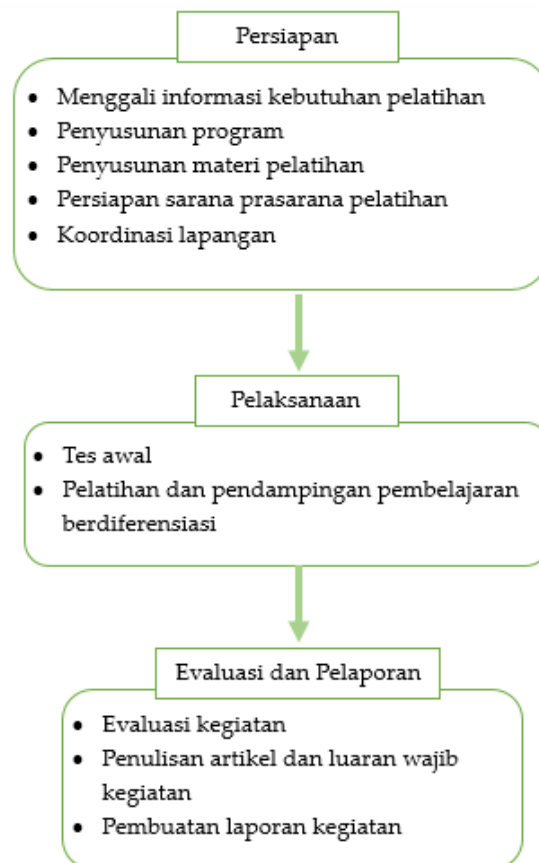 Persiapan
• Menggali informasi kebutuhan pelatihan
• Penyusunan program
• Penyusunan materi pelatihan
• Persiapan sarana prasarana pelatihan
• Koordinasi lapangan
Pelaksanaan
• Tes awal
• Pelatihan dan pendampingan pembelajaran
berdiferensiasi
Evaluasi dan Pelaporan
• Evaluasi kegiatan
• Penulisan artikel dan luaran wajib
kegiatan
• Pembuatan laporan kegiatan